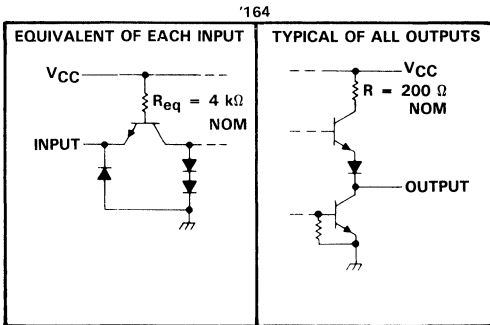 '164
EQUIVALENT OF EACH INPUT
VCC
Req = 4 kΩ
NOM
INPUT
TYPICAL OF ALL OUTPUTS
VCC
R = 200 Ω
NOM
OUTPUT